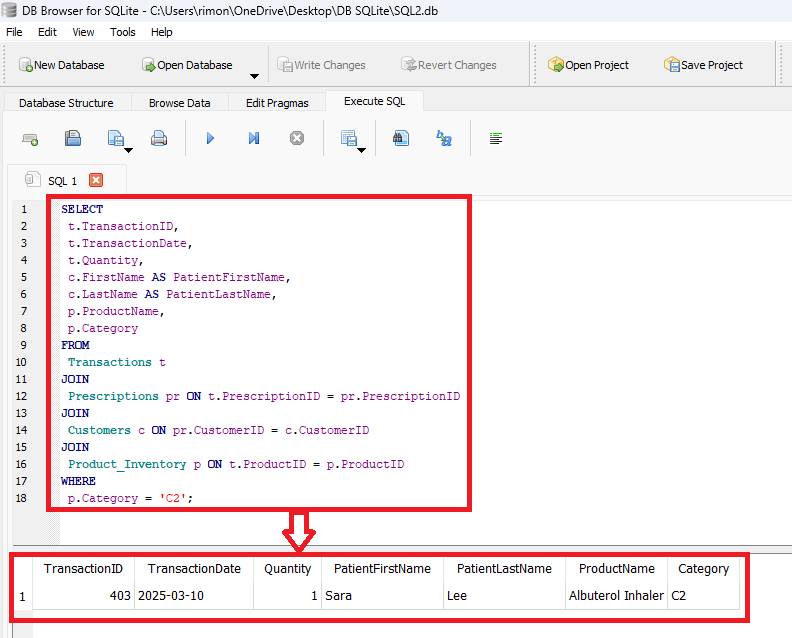 DB Browser for SQLite - C:\Users\rimon\OneDrive\Desktop\DB SQLite\SQL2.db
File Edit View Tools Help
New Database Open Database Write Changes Revert Changes Open Project Save Project
Database Structure Browse Data Edit Pragmas Execute SQL
SQL 1
1 SELECT
2 t.TransactionID,
3 t.TransactionDate,
4 t.Quantity,
5 c.FirstName AS PatientFirstName,
6 c.LastName AS PatientLastName,
7 p.ProductName,
8 p.Category
9 FROM
10 Transactions t
11 JOIN
12 Prescriptions pr ON t.PrescriptionID = pr.PrescriptionID
13 JOIN
14 Customers c ON pr.CustomerID = c.CustomerID
15 JOIN
16 Product_Inventory p ON t.ProductID = p.ProductID
17 WHERE
18 p.Category = 'C2';
TransactionID TransactionDate Quantity PatientFirstName PatientLastName ProductName Category
1 403 2025-03-10 1 Sara Lee Albuterol Inhaler C2